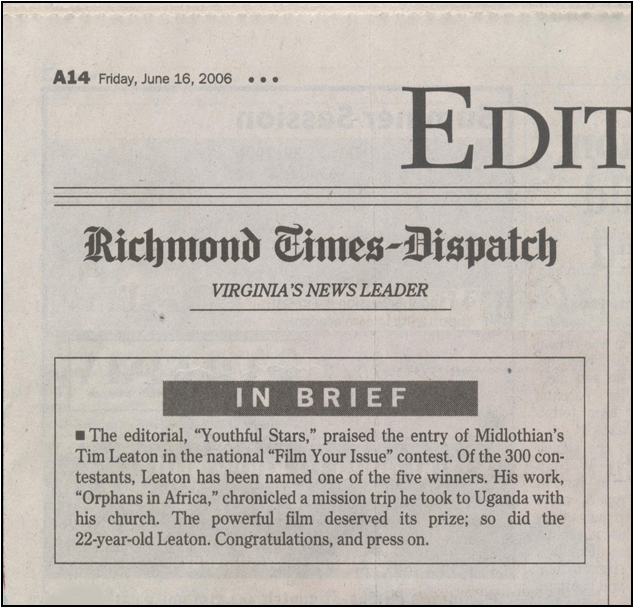 A14 Friday, June 16, 2006 • • •
EDIT
Richmond Times-Dispatch
VIRGINIA'S NEWS LEADER
IN BRIEF
■ The editorial, “Youthful Stars,” praised the entry of Midlothian’s
Tim Leaton in the national “Film Your Issue” contest. Of the 300 con-
testants, Leaton has been named one of the five winners. His work,
“Orphans in Africa,” chronicled a mission trip he took to Uganda with
his church. The powerful film deserved its prize; so did the
22-year-old Leaton. Congratulations, and press on.